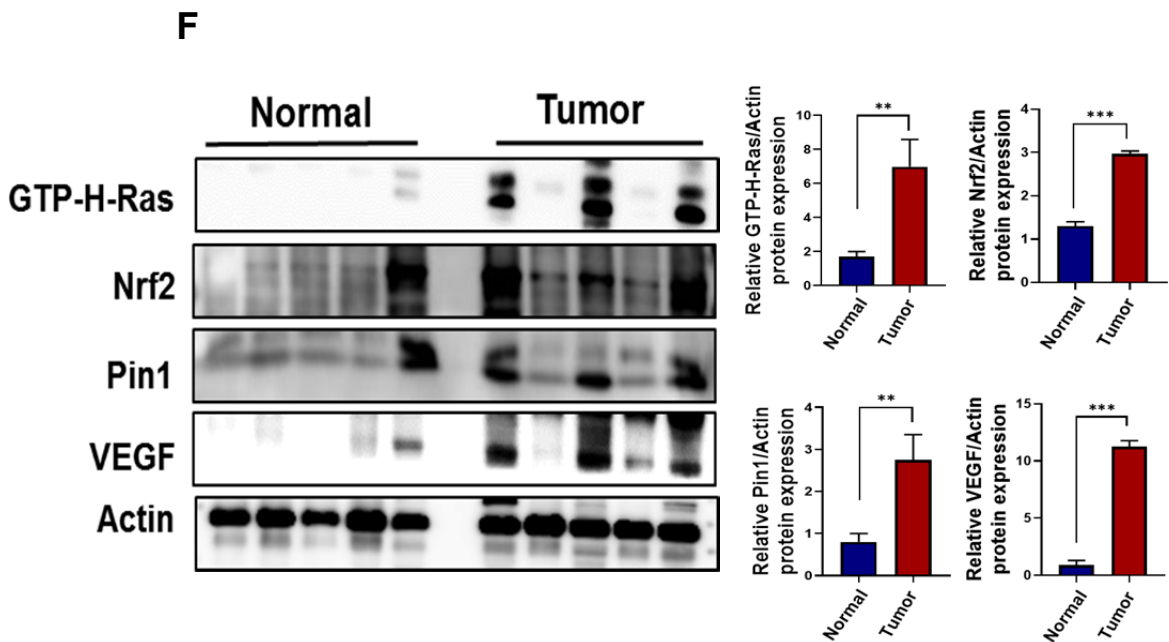 F
Normal
Tumor
GTP-H-Ras
Nrf2
Pin1
VEGF
Actin
Relative GTP-H-Ras/Actin
protein expression
10
8
6
4
2
0
**
Normal
Tumor
Relative Nrf2/Actin
protein expression
4
3
2
1
0
***
Normal
Tumor
Relative Pin1/Actin
protein expression
4
3
2
1
0
**
Normal
Tumor
Relative VEGF/Actin
protein expression
15
10
5
0
***
Normal
Tumor